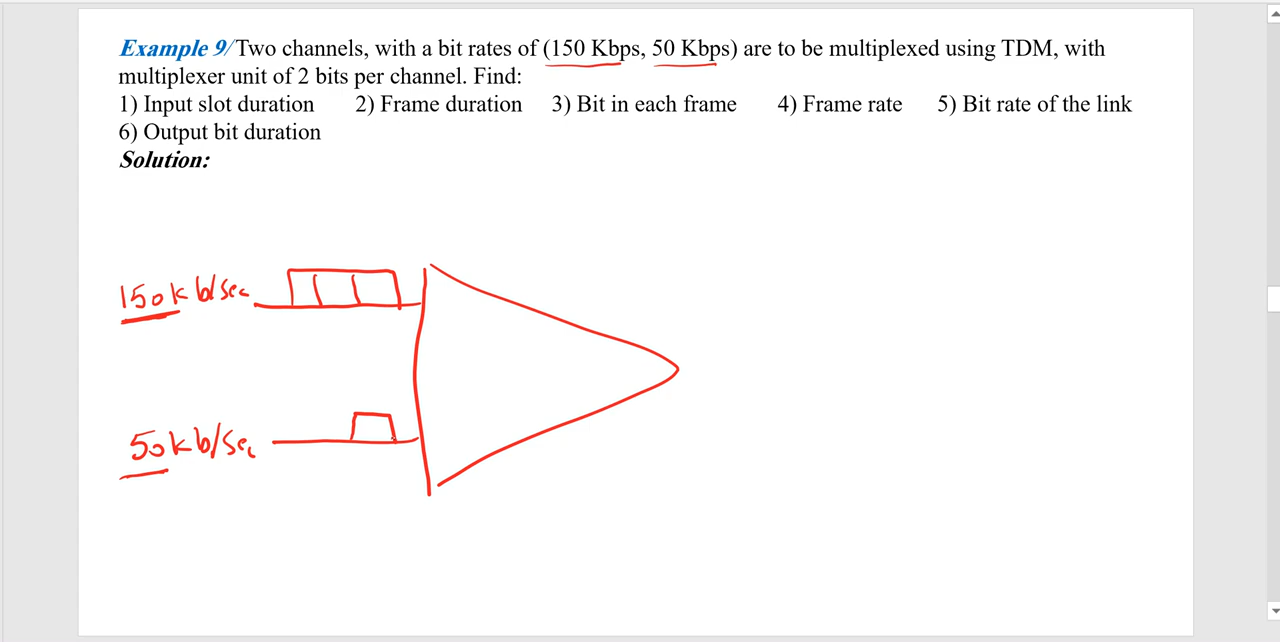 Example 9/Two channels, with a bit rates of (150 Kbps, 50 Kbps) are to be multiplexed using TDM, with
multiplexer unit of 2 bits per channel. Find:
1) Input slot duration 2) Frame duration 3) Bit in each frame 4) Frame rate 5) Bit rate of the link
6) Output bit duration
Solution:
150k b/sec
50k b/sec